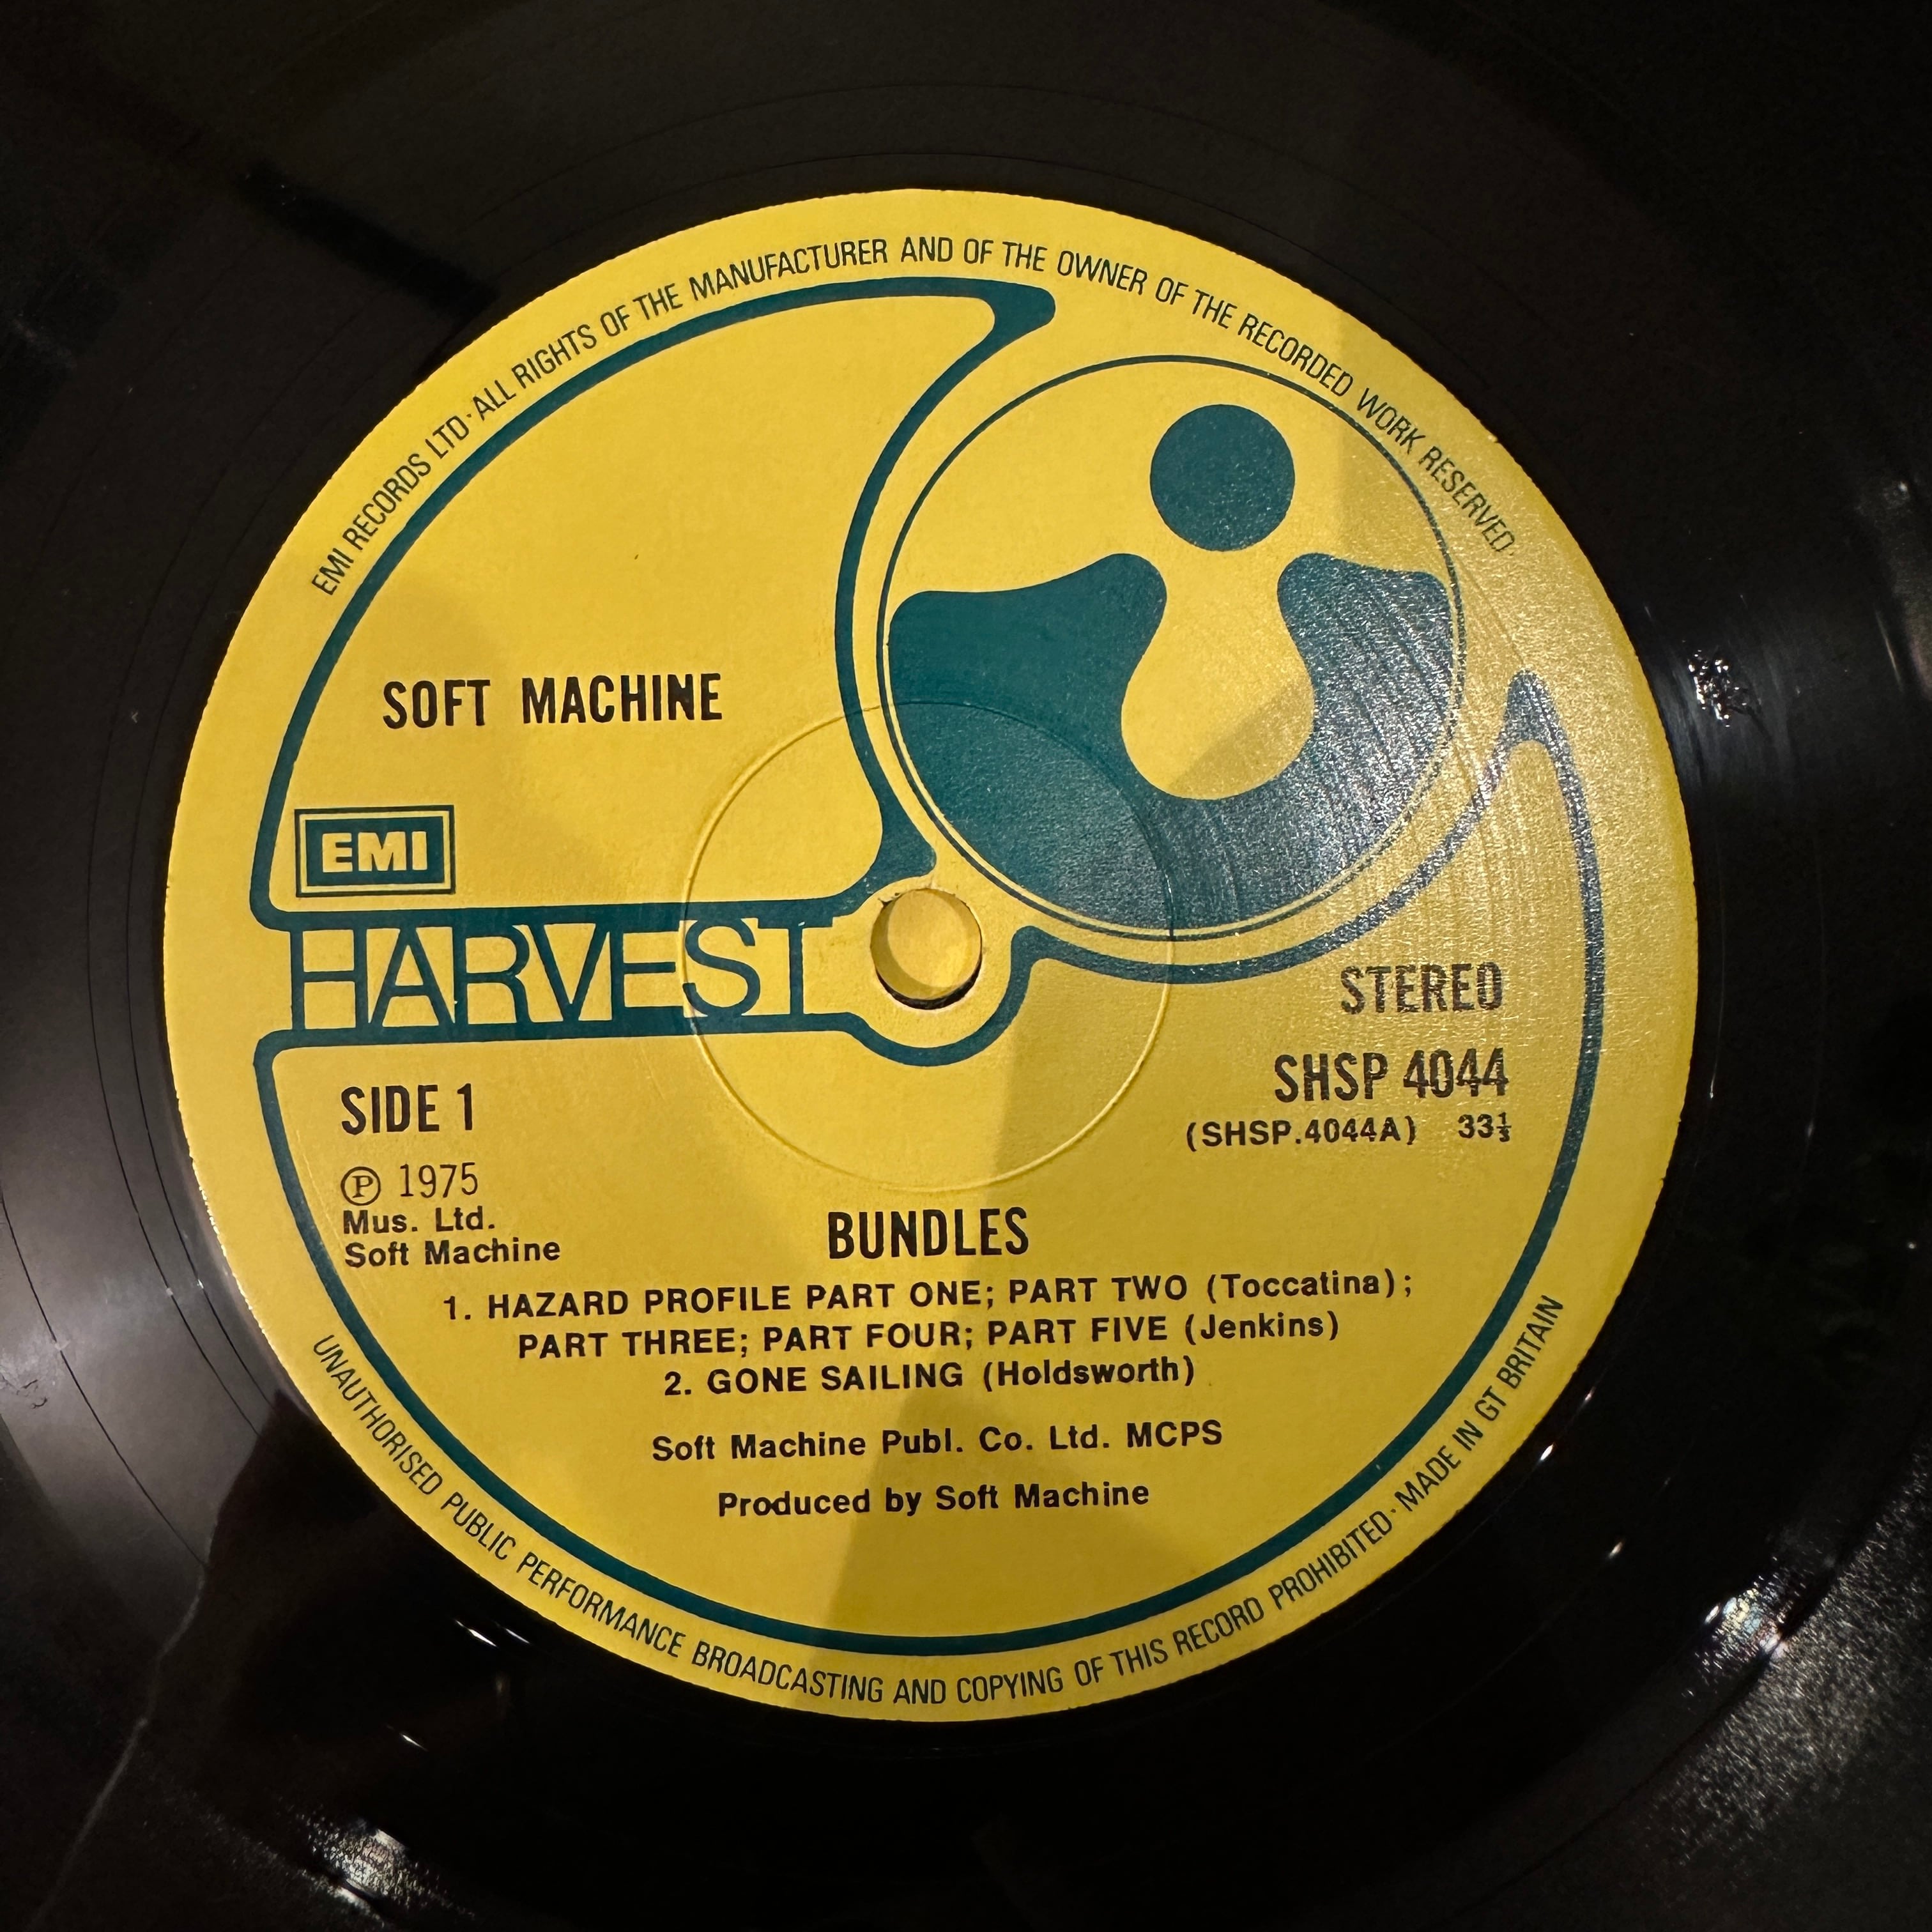 EMI RECORDS LTD · ALL RIGHTS OF THE MANUFACTURER AND OF THE OWNER OF THE RECORDED WORK RESERVED ·
SOFT MACHINE
EMI
HARVEST
STEREO
SHSP 4044
(SHSP.4044A) 33⅓
SIDE 1
Ⓟ 1975
Mus. Ltd.
Soft Machine
BUNDLES
1. HAZARD PROFILE PART ONE; PART TWO (Toccatina);
PART THREE; PART FOUR; PART FIVE (Jenkins)
2. GONE SAILING (Holdsworth)
Soft Machine Publ. Co. Ltd. MCPS
Produced by Soft Machine
UNAUTHORISED PUBLIC PERFORMANCE BROADCASTING AND COPYING OF THIS RECORD PROHIBITED · MADE IN GT BRITAIN